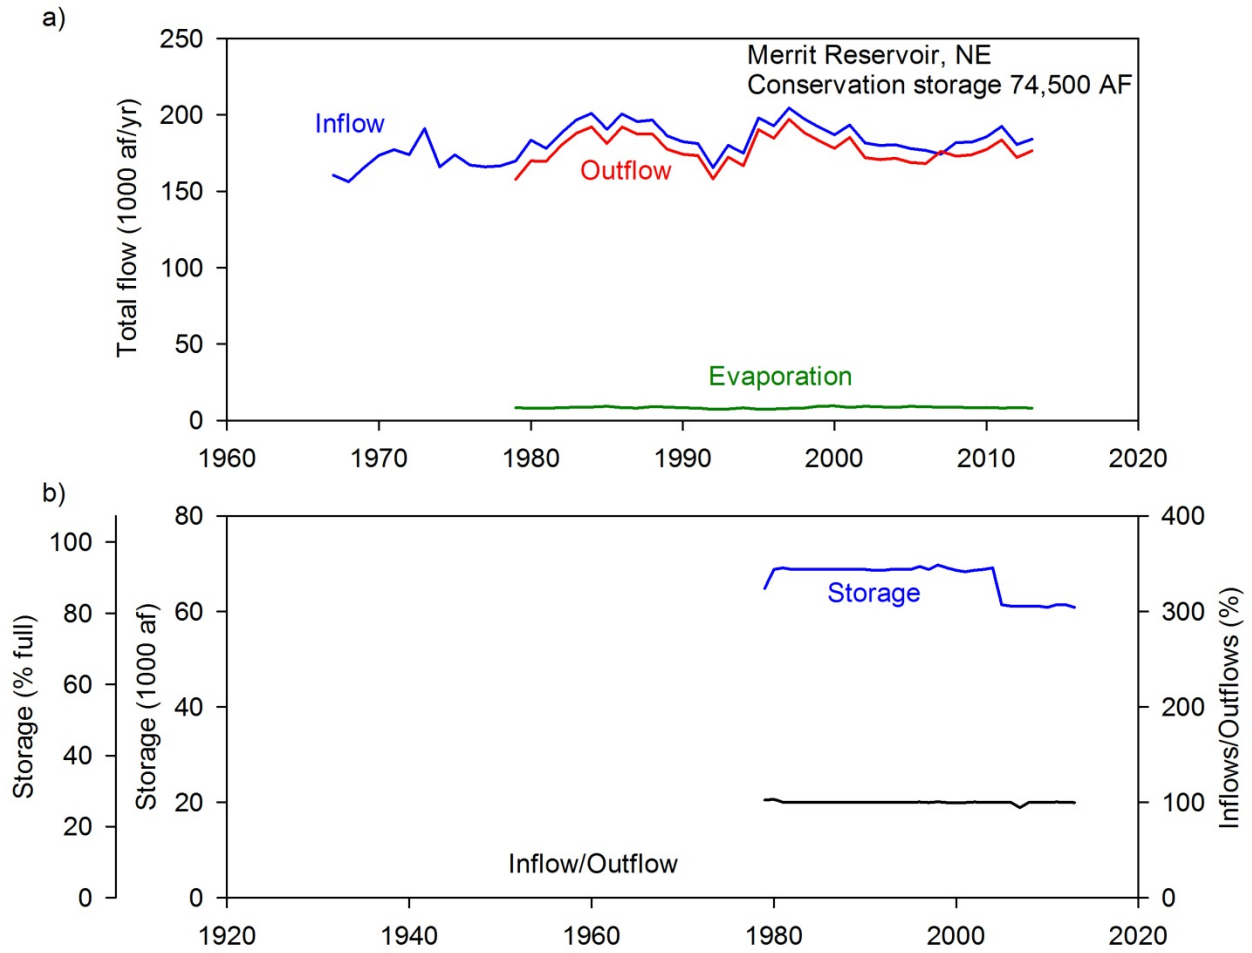 a)
250
200
150
100
50
0
Total flow (1000 af/yr)
Merrit Reservoir, NE
Conservation storage 74,500 AF
Inflow
Outflow
Evaporation
1960 1970 1980 1990 2000 2010 2020
b)
100
80
60
40
20
0
Storage (% full)
80
60
40
20
0
Storage (1000 af)
Storage
Inflow/Outflow
400
300
200
100
0
Inflows/Outflows (%)
1920 1940 1960 1980 2000 2020